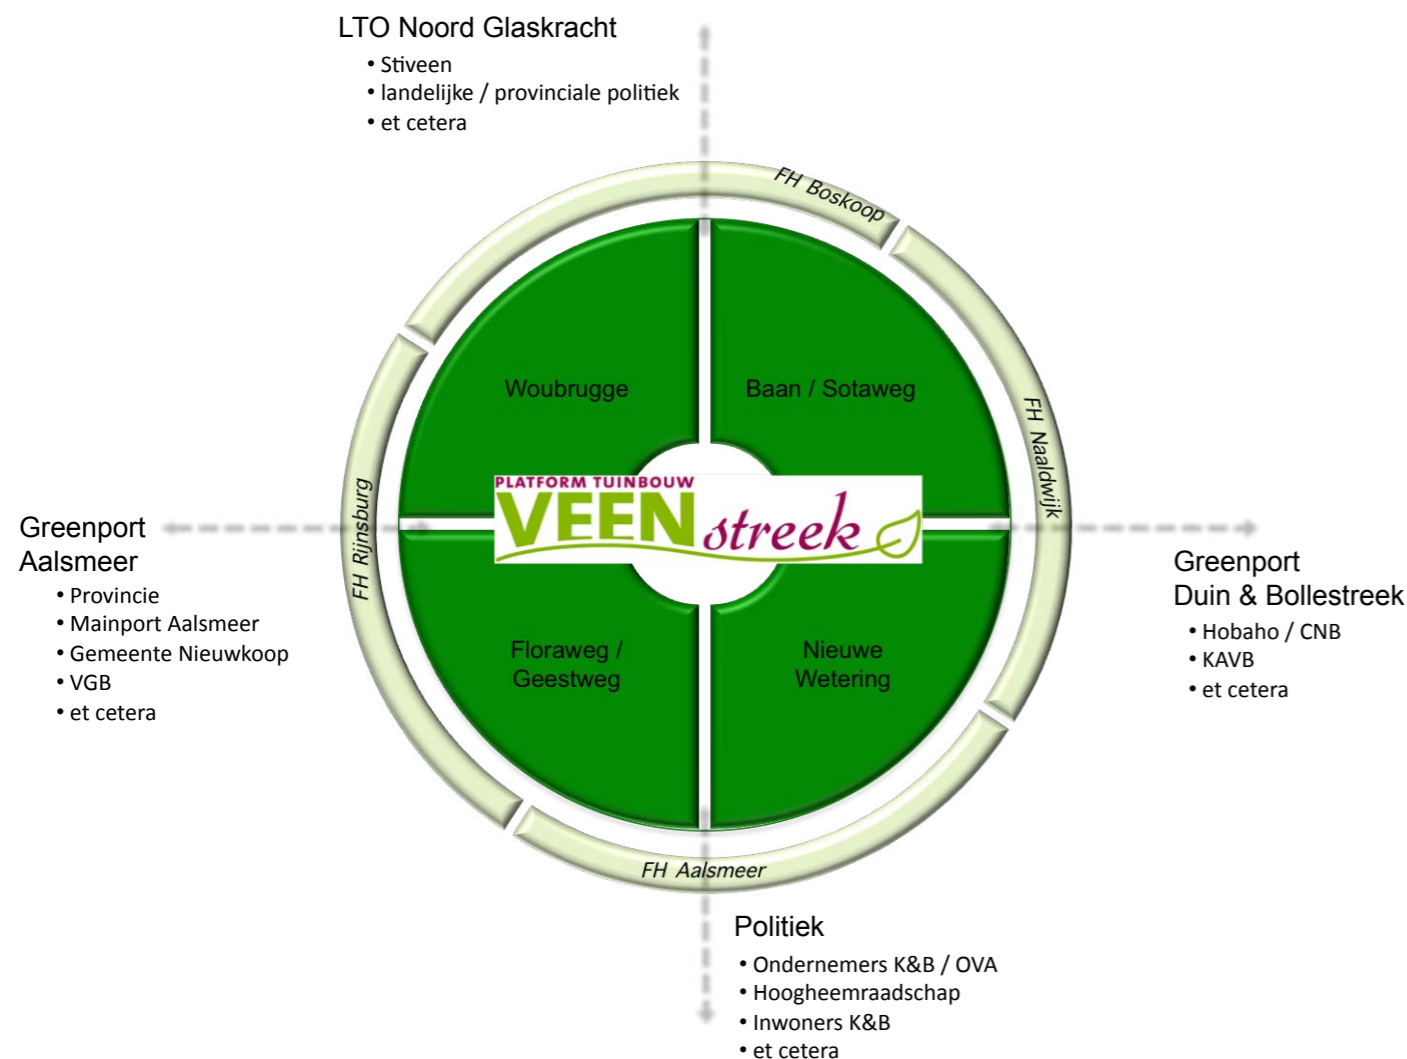 LTO Noord Glaskracht
• Stiveen
• landelijke / provinciale politiek
• et cetera
FH Boskoop
FH Naaldwijk
FH Rijnsburg
FH Aalsmeer
Woubrugge
Baan / Sotaweg
PLATFORM TUINBOUW
VEENstreek
Floraweg /
Geestweg
Nieuwe
Wetering
Greenport
Aalsmeer
• Provincie
• Mainport Aalsmeer
• Gemeente Nieuwkoop
• VGB
• et cetera
Greenport
Duin & Bollestreek
• Hobaho / CNB
• KAVB
• et cetera
Politiek
• Ondernemers K&B / OVA
• Hoogheemraadschap
• Inwoners K&B
• et cetera